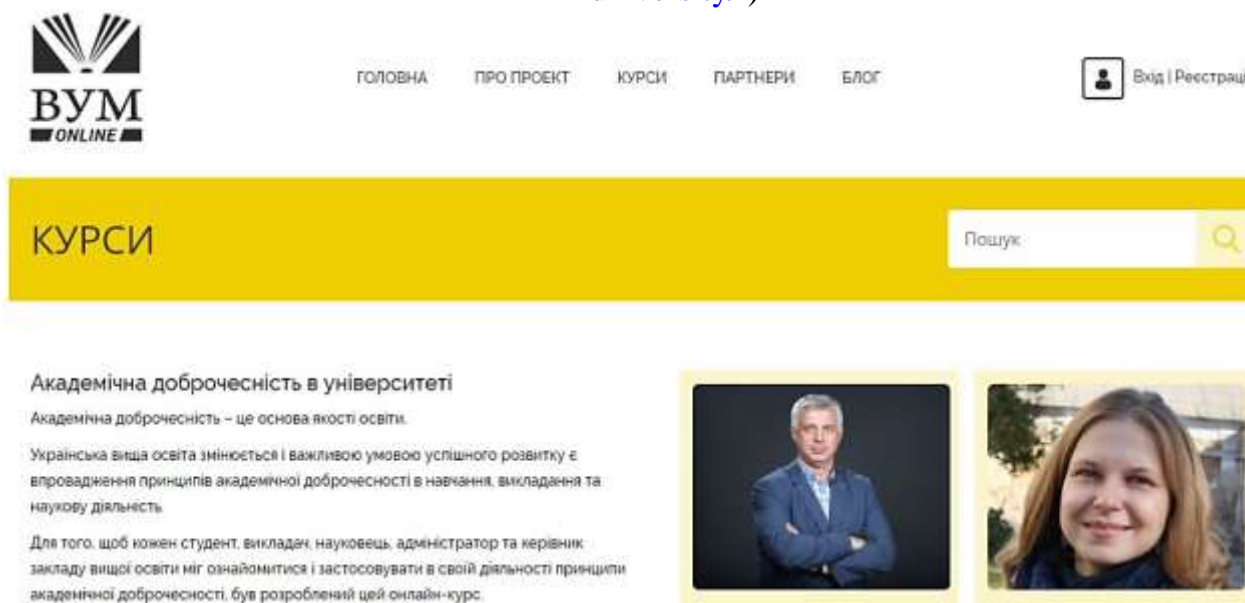 ВУМ
ONLINE
ГОЛОВНА ПРО ПРОЕКТ КУРСИ ПАРТНЕРИ БЛОГ
Вхід | Реєстраці
КУРСИ
Пошук
Академічна доброчесність в університеті
Академічна доброчесність – це основа якості освіти.
Українська вища освіта змінюється і важливою умовою успішного розвитку є
впровадження принципів академічної доброчесності в навчання, викладання та
наукову діяльність
Для того, щоб кожен студент, викладач, науковець, адміністратор та керівник
закладу вищої освіти міг ознайомитися і застосовувати в своїй діяльності принципи
академічної доброчесності, був розроблений цей онлайн-курс.